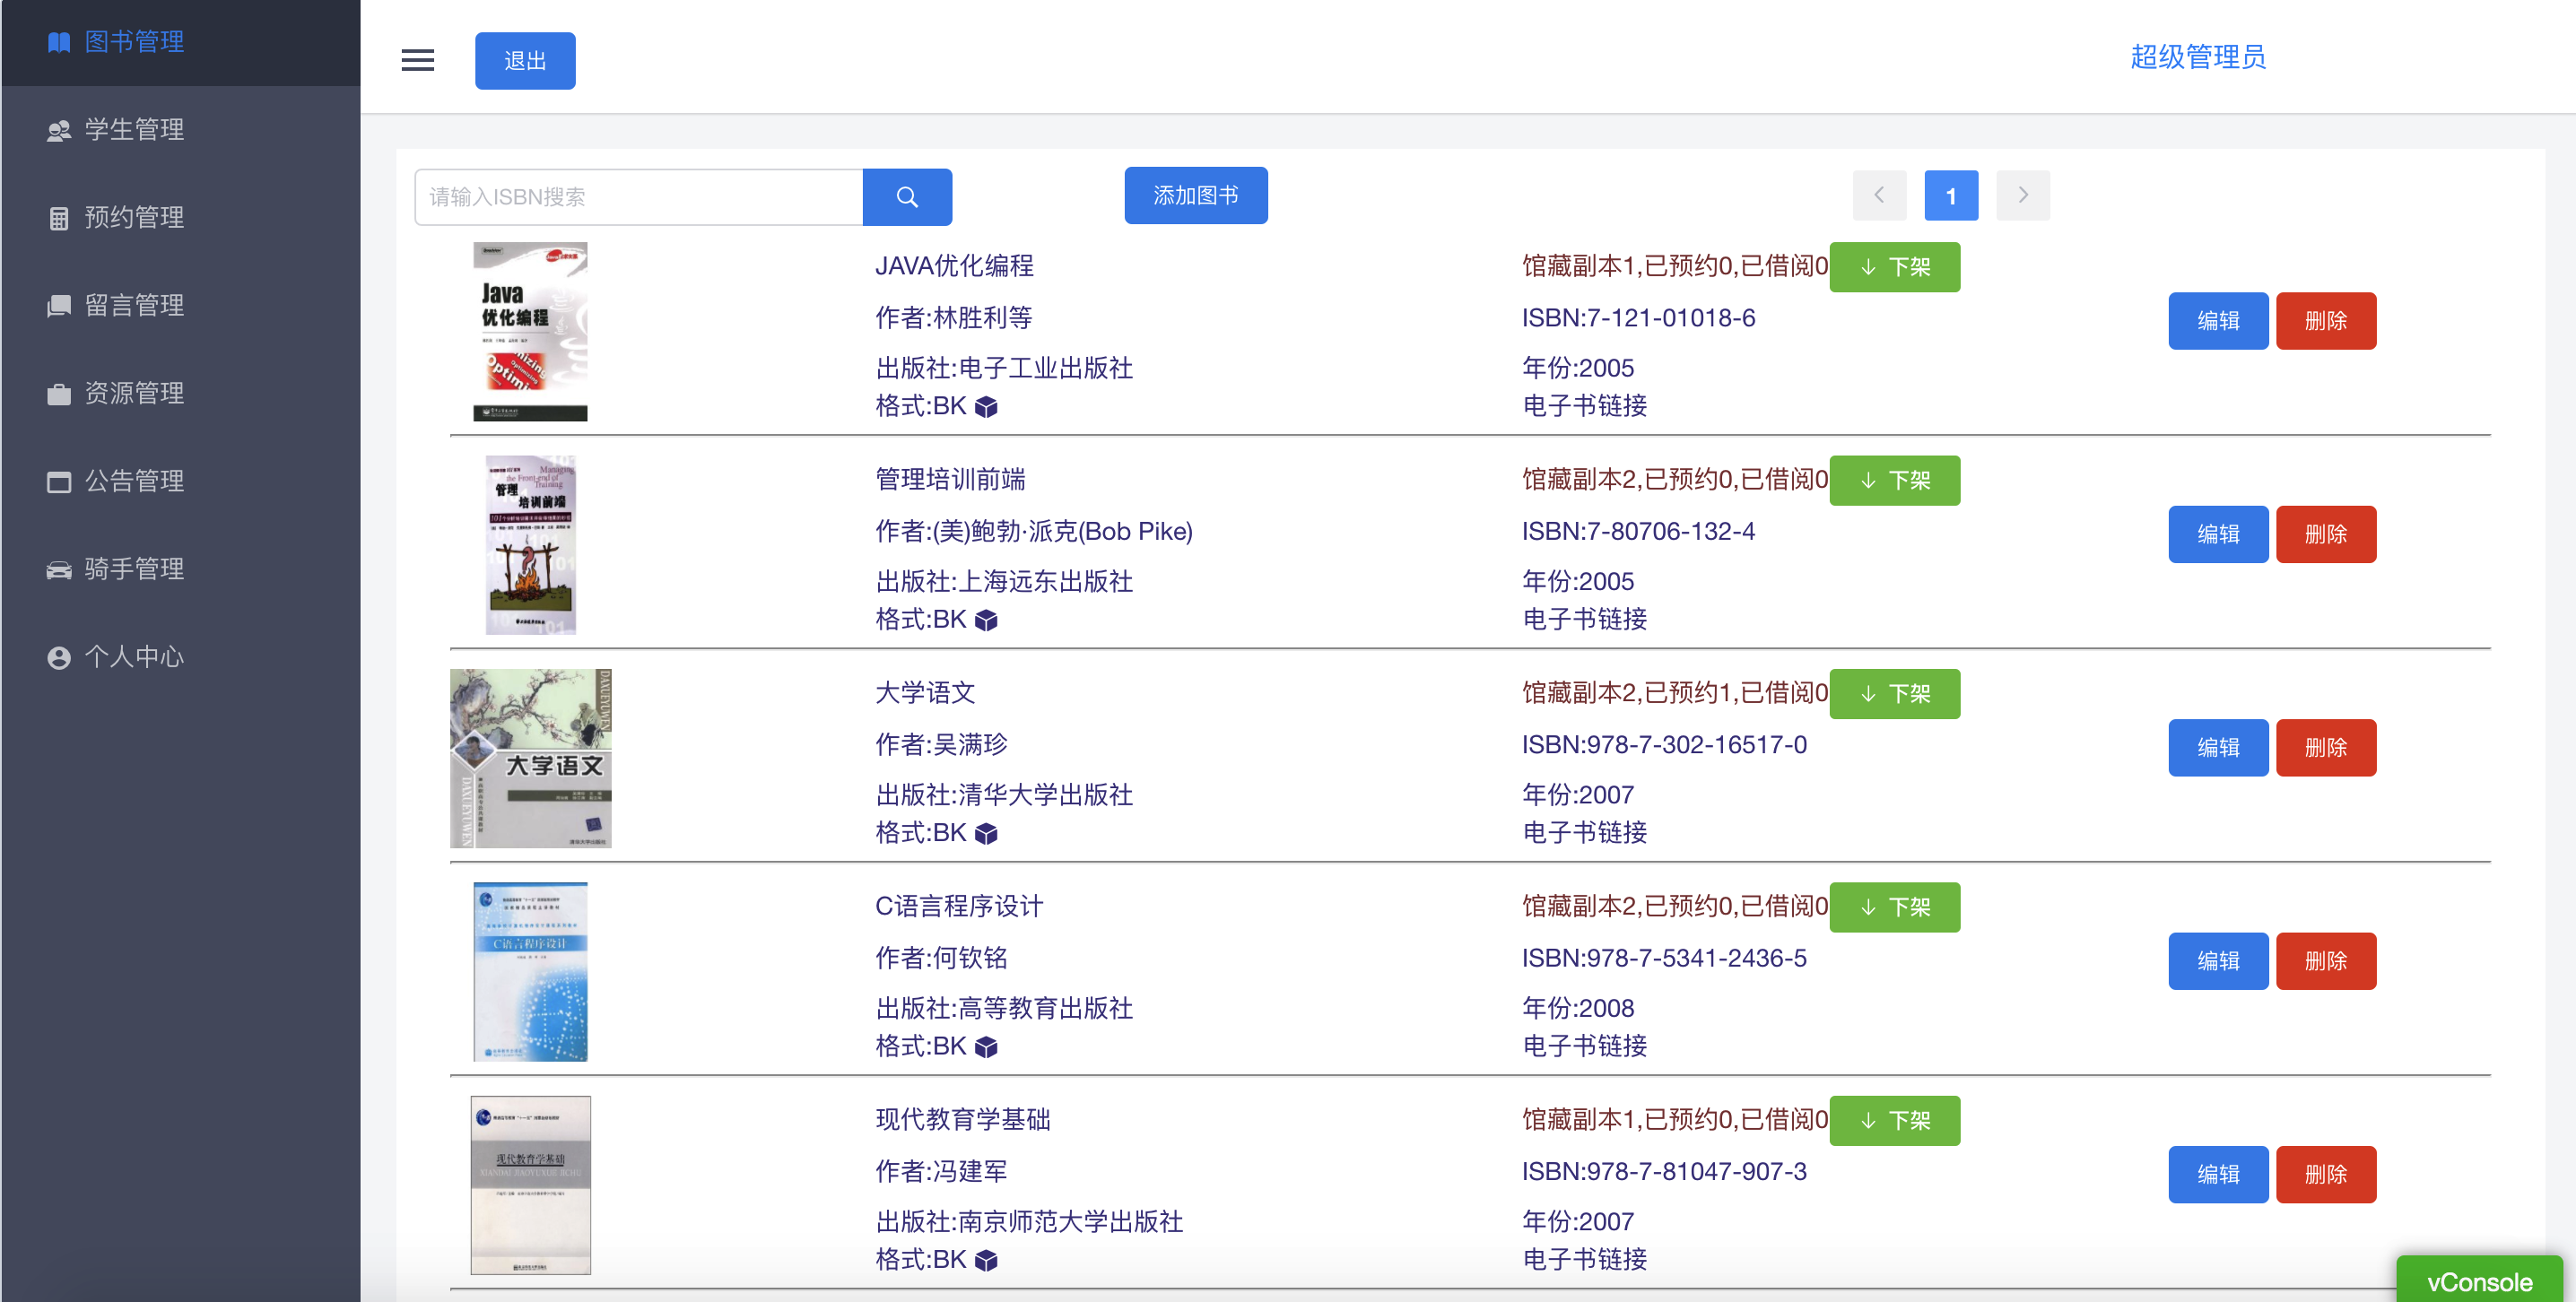 图书管理
学生管理
预约管理
留言管理
资源管理
公告管理
骑手管理
个人中心
退出
超级管理员
请输入ISBN搜索
添加图书
1
Java
优化编程
JAVA优化编程
作者:林胜利等
出版社:电子工业出版社
格式:BK
馆藏副本1,已预约0,已借阅0
下架
ISBN:7-121-01018-6
年份:2005
电子书链接
编辑
删除
Managing
the Front-end of
Training
管理
培训前端
管理培训前端
作者:(美)鲍勃·派克(Bob Pike)
出版社:上海远东出版社
格式:BK
馆藏副本2,已预约0,已借阅0
下架
ISBN:7-80706-132-4
年份:2005
电子书链接
编辑
删除
DAXUEYUWEN
大学语文
DAXUEYUWEN
大学语文
作者:吴满珍
出版社:清华大学出版社
格式:BK
馆藏副本2,已预约1,已借阅0
下架
ISBN:978-7-302-16517-0
年份:2007
电子书链接
编辑
删除
C语言程序设计
C语言程序设计
作者:何钦铭
出版社:高等教育出版社
格式:BK
馆藏副本2,已预约0,已借阅0
下架
ISBN:978-7-5341-2436-5
年份:2008
电子书链接
编辑
删除
现代教育学基础
XIANDAI JIAOYUXUE JICHU
现代教育学基础
作者:冯建军
出版社:南京师范大学出版社
格式:BK
馆藏副本1,已预约0,已借阅0
下架
ISBN:978-7-81047-907-3
年份:2007
电子书链接
编辑
删除
vConsole